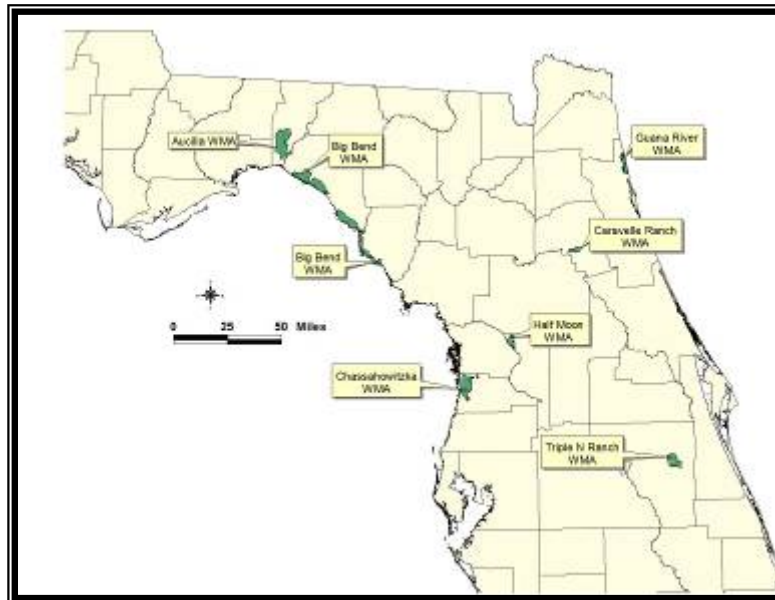 Aucilla WMA
Big Bend
WMA
Guana River
WMA
Caravelle Ranch
WMA
Big Bend
WMA
0 25 50 Miles
Half Moon
WMA
Chassahowitzka
WMA
Triple N Ranch
WMA